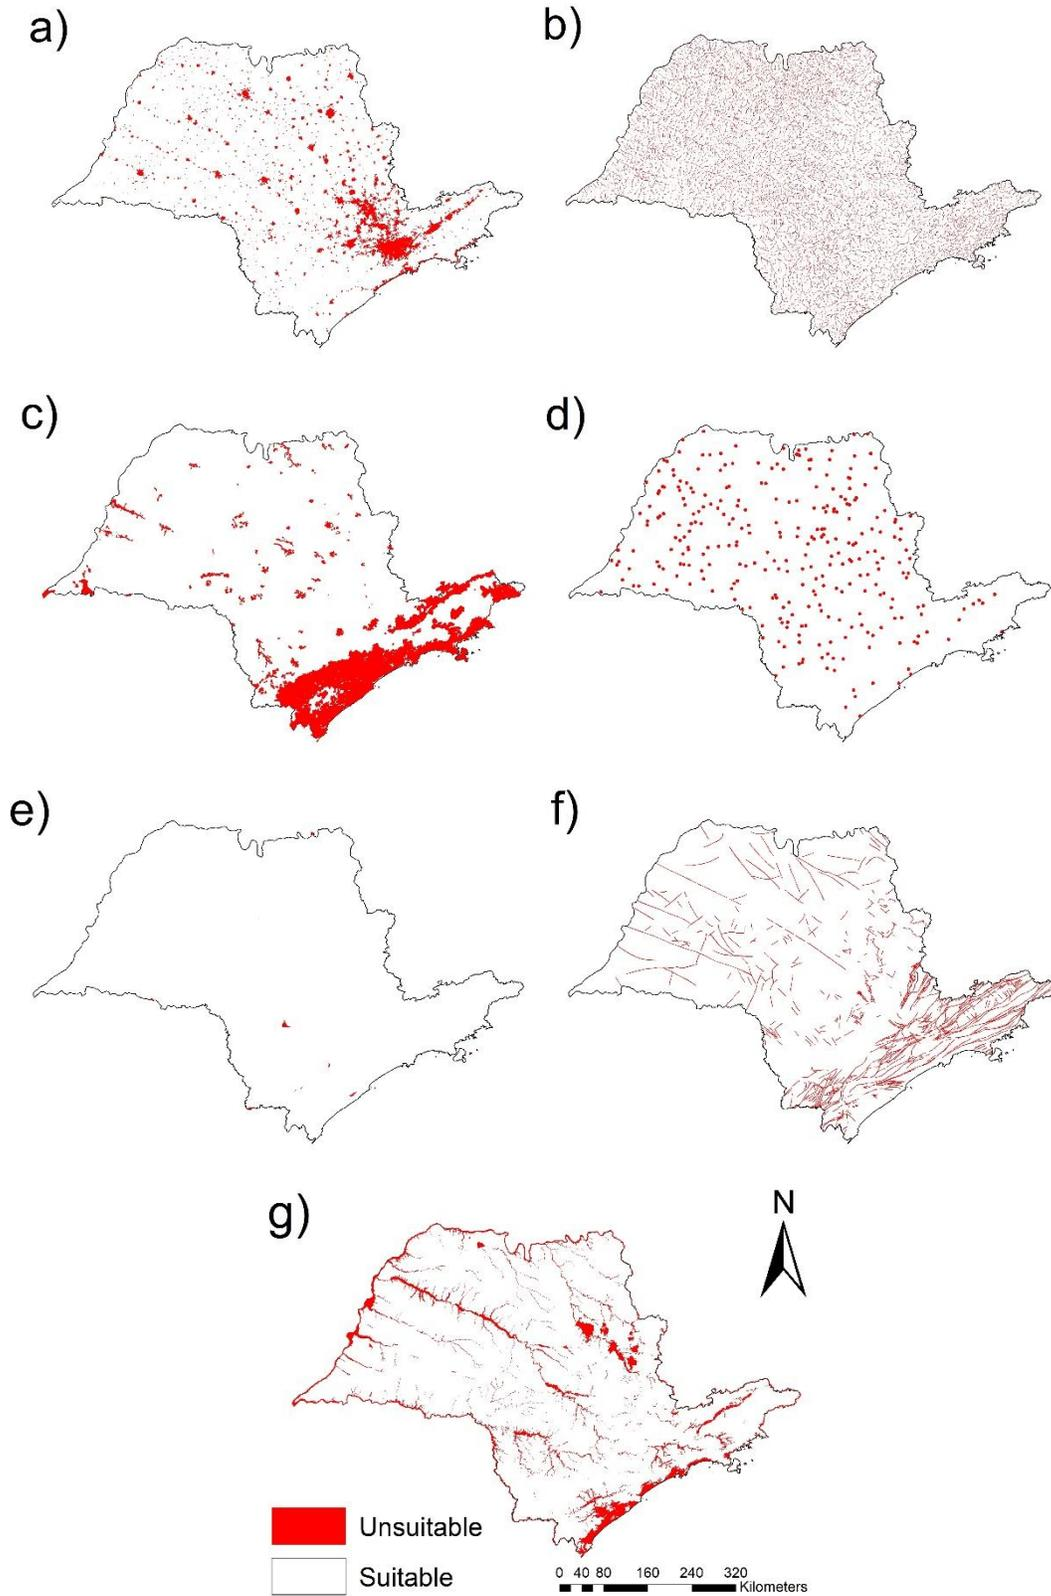 a)
b)
c)
d)
e)
f)
g)
N
Unsuitable
Suitable
0 40 80 160 240 320
Kilometers